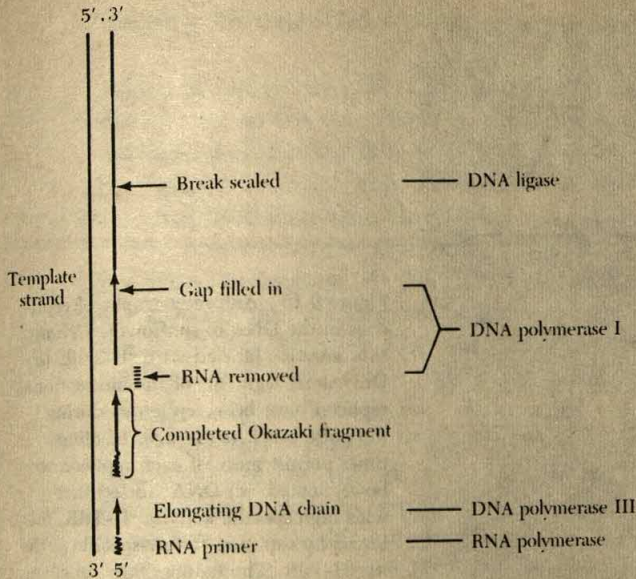 5′ 3′
Break sealed DNA ligase
Template
strand
Gap filled in
DNA polymerase I
RNA removed
Completed Okazaki fragment
Elongating DNA chain DNA polymerase III
RNA primer RNA polymerase
3′ 5′